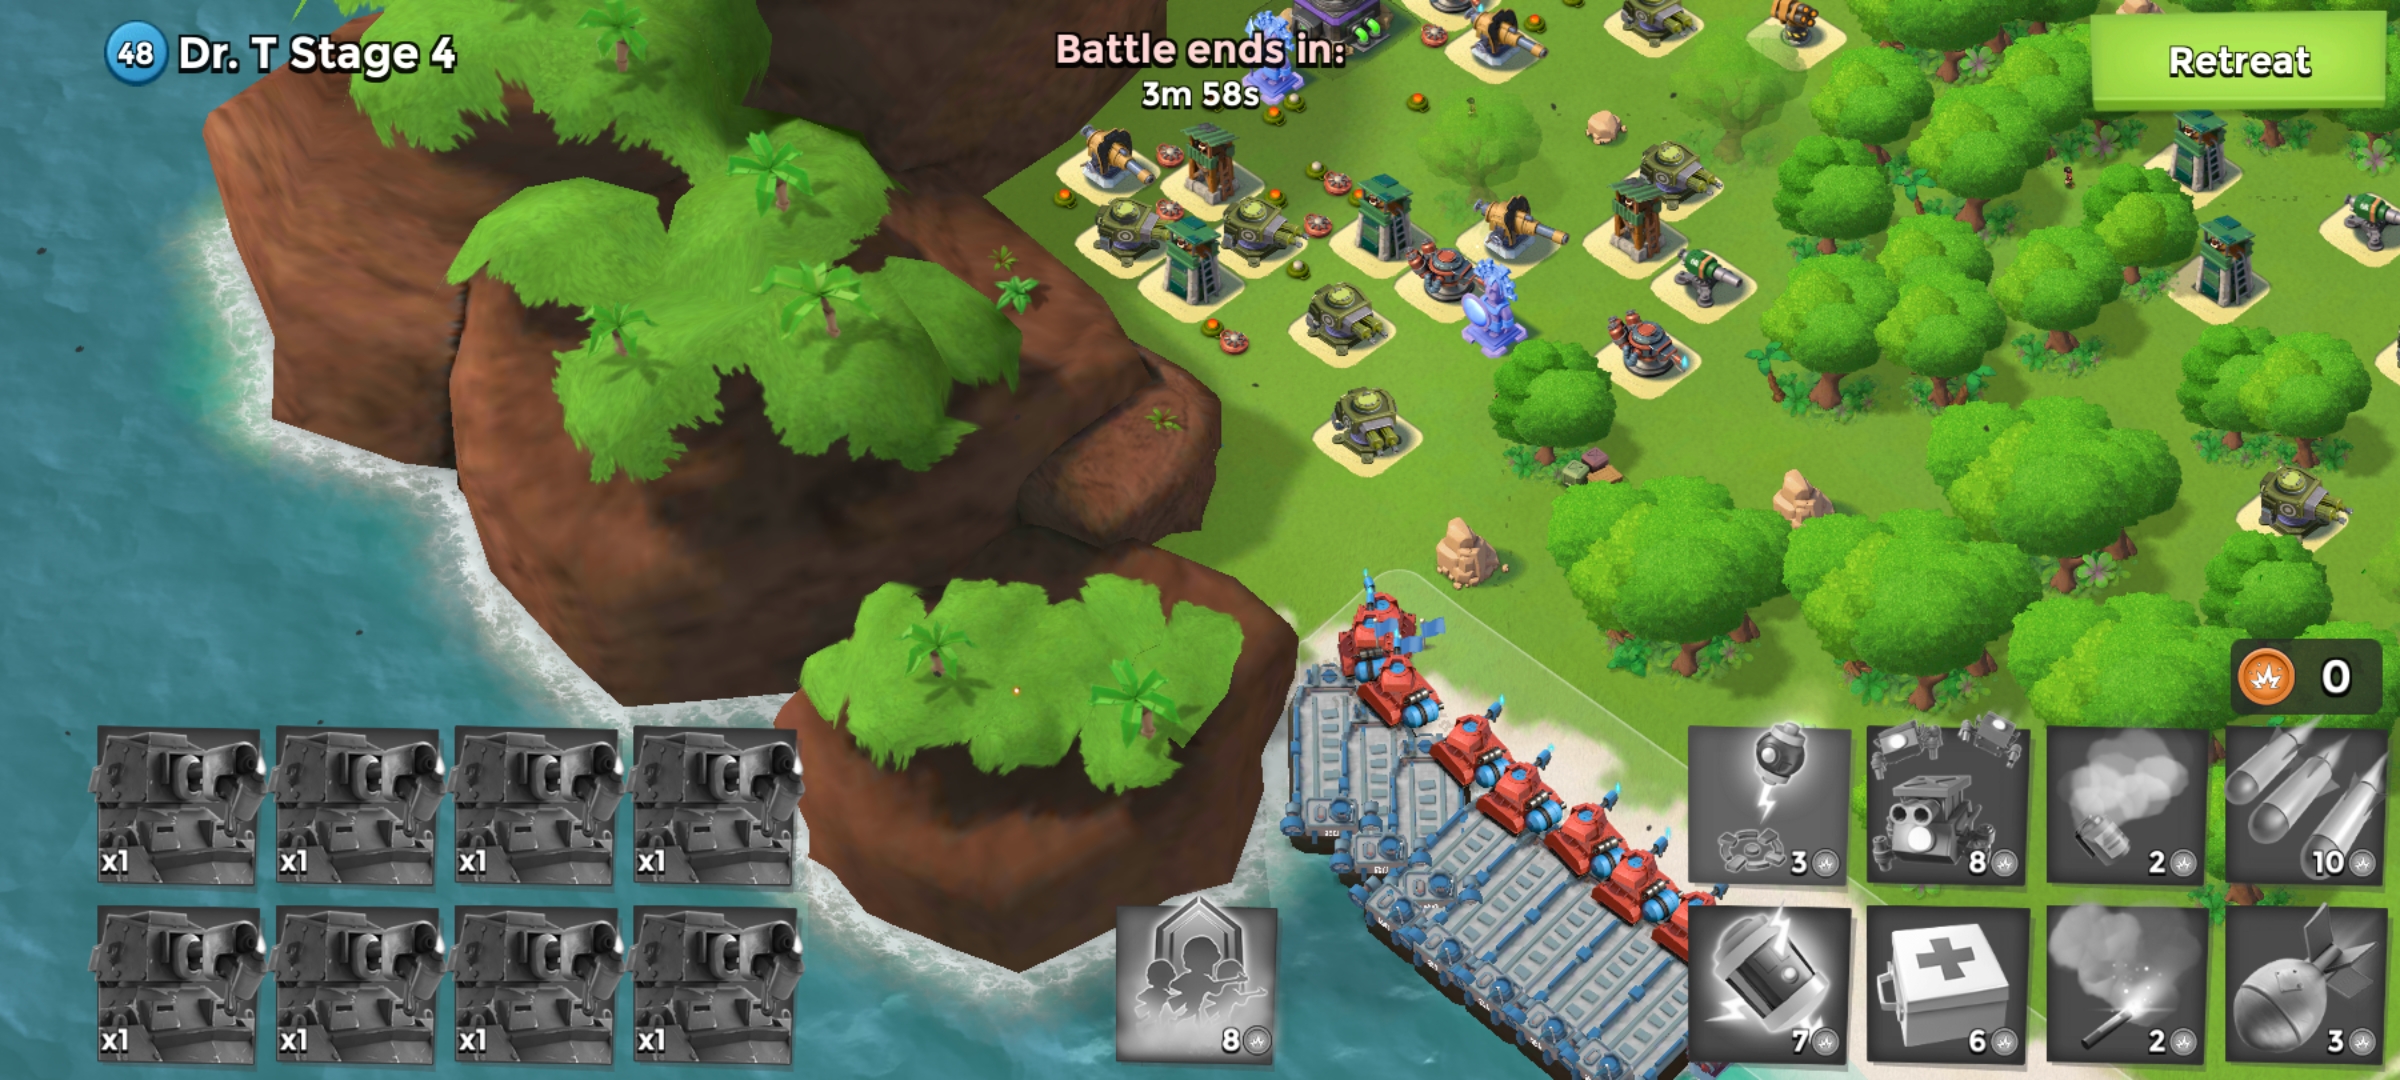 48 Dr. T Stage 4
Battle ends in:
3m 58s
Retreat
0
x1 x1 x1 x1
3 8 2 10
x1 x1 x1 x1
8
7 6 2 3